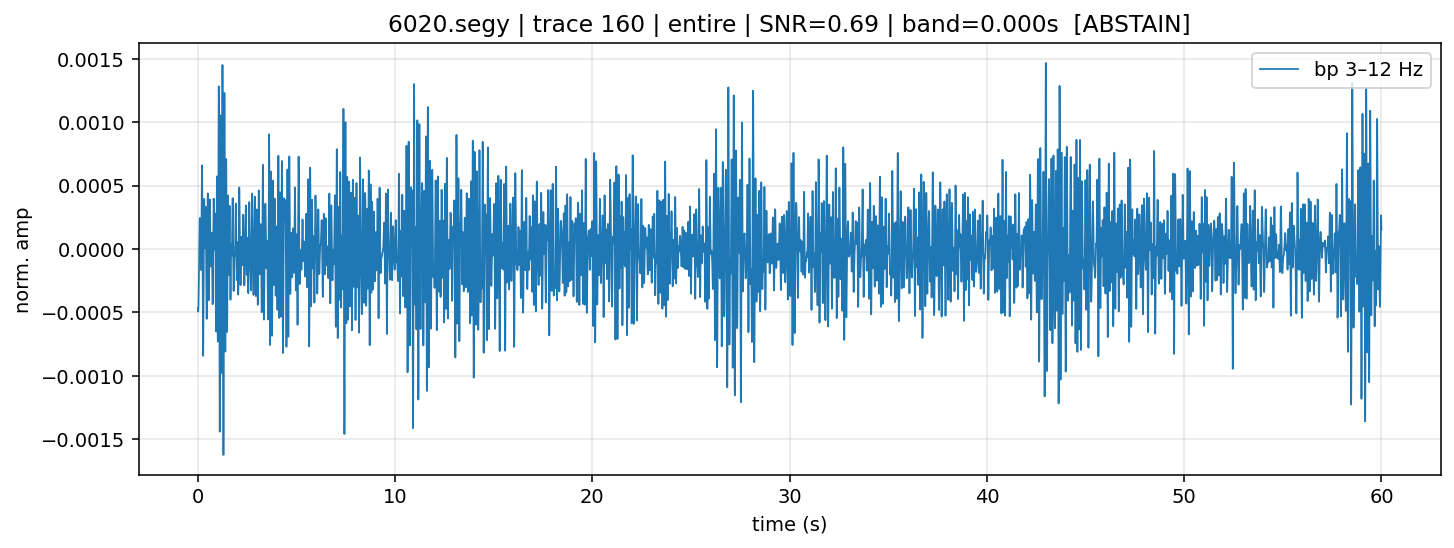 6020.segy | trace 160 | entire | SNR=0.69 | band=0.000s  [ABSTAIN]
bp 3–12 Hz
norm. amp
0.0015
0.0010
0.0005
0.0000
−0.0005
−0.0010
−0.0015
0 10 20 30 40 50 60
time (s)